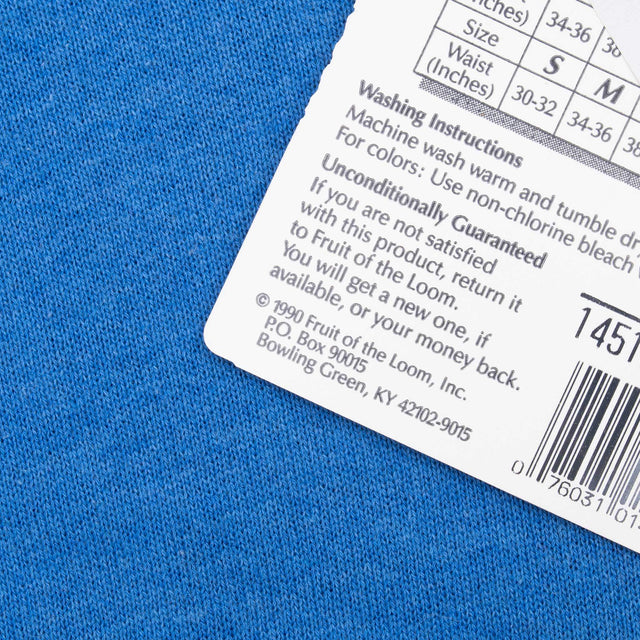 (Inches) 34-36
Size S M
Waist
(Inches) 30-32 34-36
Washing Instructions
Machine wash warm and tumble
For colors: Use non-chlorine bleach
Unconditionally Guaranteed
If you are not satisfied
with this product, return it
to Fruit of the Loom.
You will get a new one, if
available, or your money back.
© 1990 Fruit of the Loom, Inc.
P.O. Box 90015
Bowling Green, KY 42102-9015
1451
0 76031 01